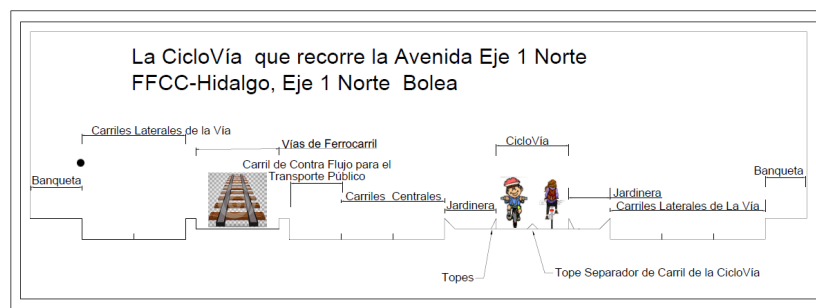 La CicloVía que recorre la Avenida Eje 1 Norte
FFCC-Hidalgo, Eje 1 Norte Bolea
Carriles Laterales de la Vía
Vías de Ferrocarril
CicloVía
Carril de Contra Flujo para el
Transporte Público
Banqueta
Banqueta
Carriles Centrales
Jardinera
Jardinera
Carriles Laterales de La Vía
Topes
Tope Separador de Carril de la CicloVía